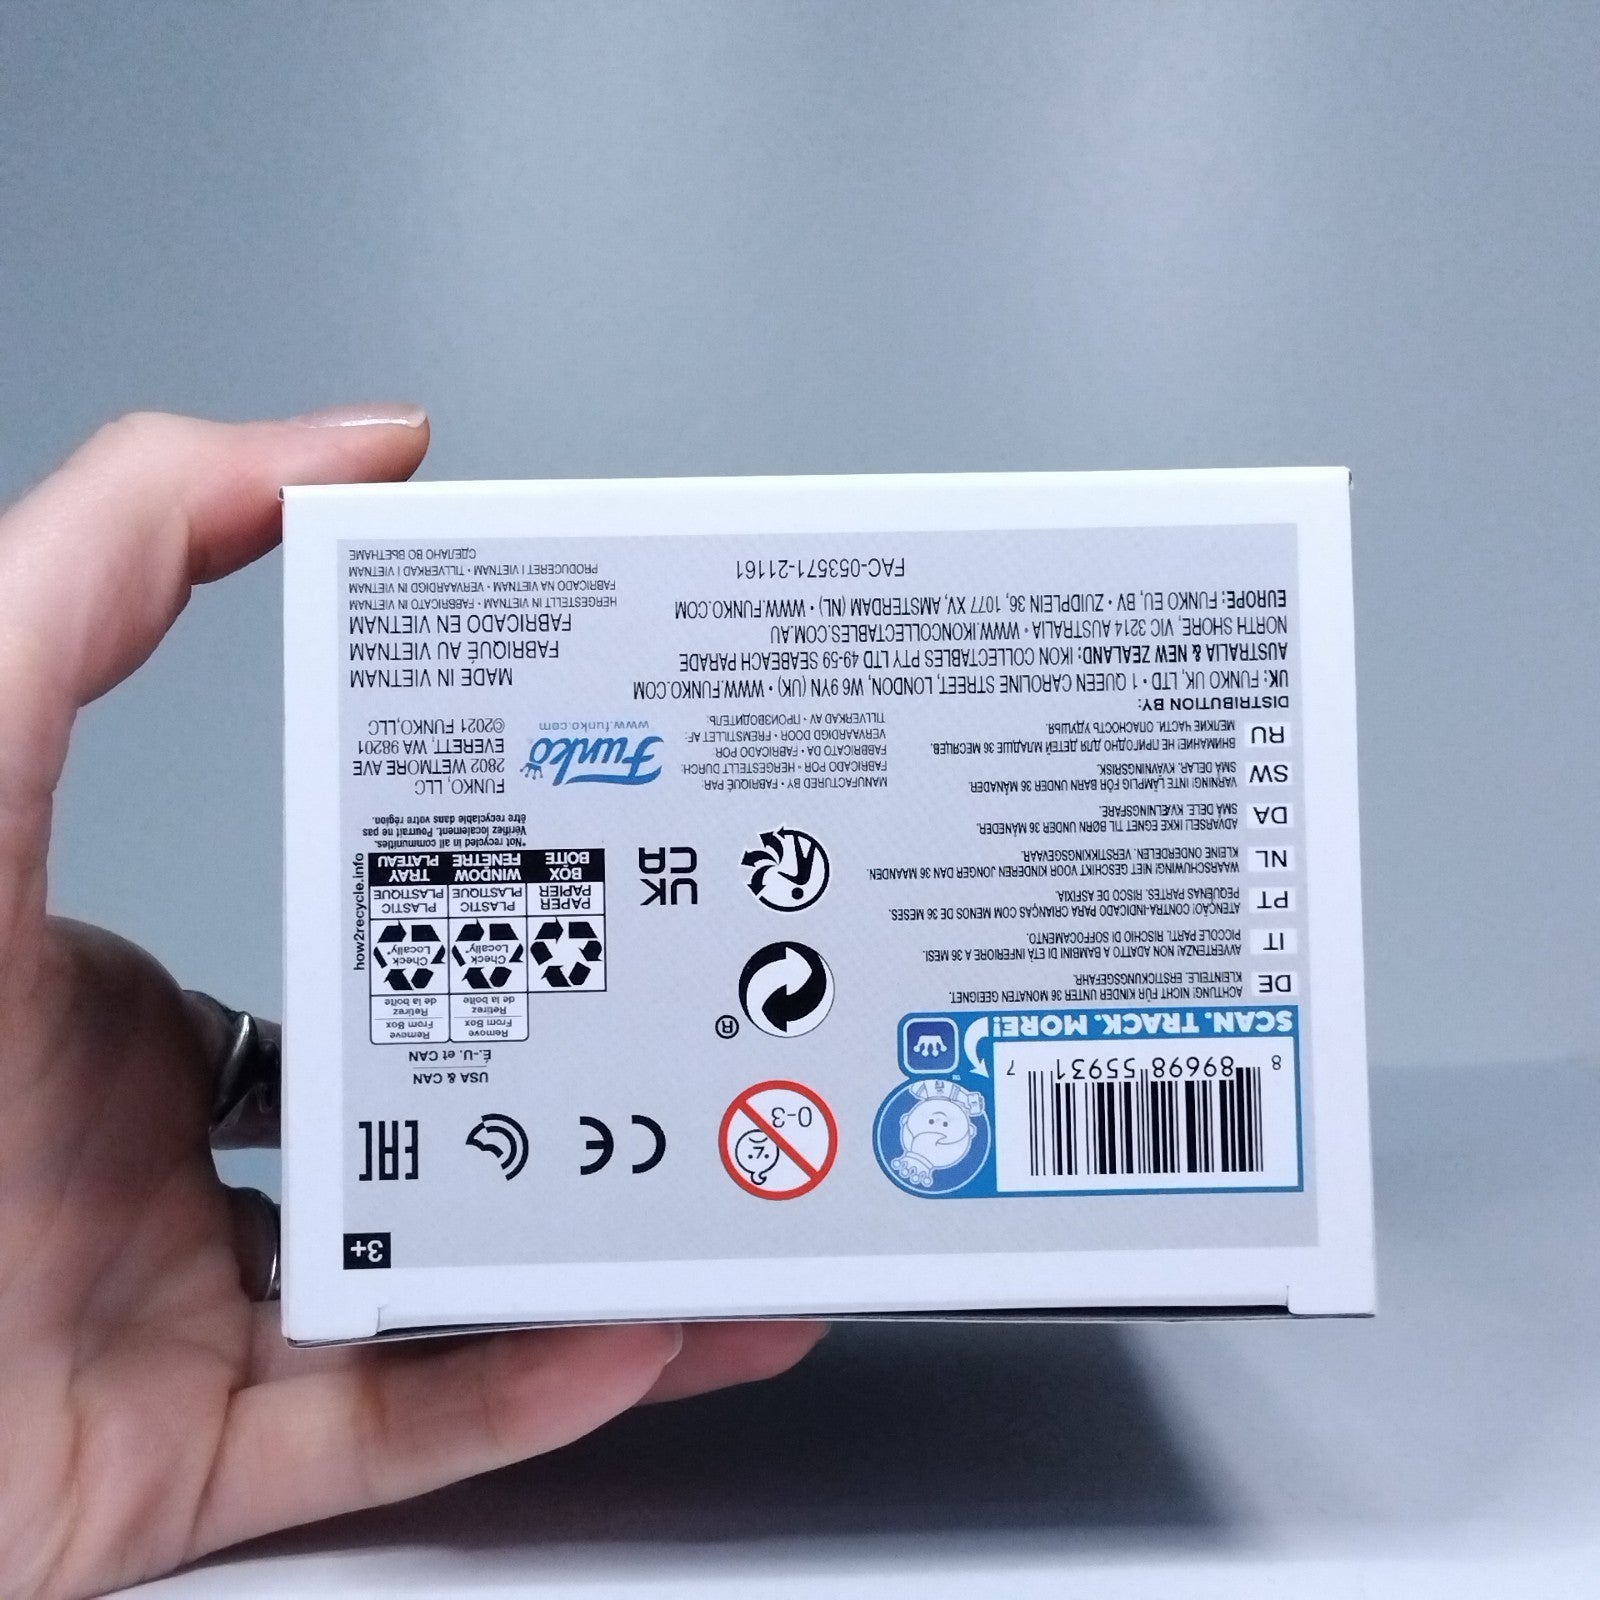 3+
8 89698 55931 7
SCAN. TRACK. MORE!
™
0-3
CE
EAC
USA & CAN
É.-U. et CAN
Remove
From Box
Retirez
de la boîte
Remove
From Box
Retirez
de la boîte
Check
Locally*
Check
Locally*
PAPER
PAPIER
PLASTIC
PLASTIQUE
PLASTIC
PLASTIQUE
BOX
BOÎTE
WINDOW
FENÊTRE
TRAY
PLATEAU
how2recycle.info
*Not recycled in all communities.
Vérifiez localement. Pourrait ne pas
être recyclable dans votre région.
®
UK
CA
DE
ACHTUNG! NICHT FÜR KINDER UNTER 36 MONATEN GEEIGNET.
KLEINTEILE. ERSTICKUNGSGEFAHR.
IT
AVVERTENZA! NON ADATTO A BAMBINI DI ETÀ INFERIORE A 36 MESI.
PICCOLE PARTI. RISCHIO DI SOFFOCAMENTO.
PT
ATENÇÃO! CONTRA-INDICADO PARA CRIANÇAS COM MENOS DE 36 MESES.
PEQUENAS PARTES. RISCO DE ASFIXIA.
NL
WAARSCHUWING! NIET GESCHIKT VOOR KINDEREN JONGER DAN 36 MAANDEN.
KLEINE ONDERDELEN. VERSTIKKINGSGEVAAR.
DA
ADVARSEL! IKKE EGNET TIL BØRN UNDER 36 MÅNEDER.
SMÅ DELE. KVÆLNINGSFARE.
SW
VARNING! INTE LÄMPLIG FÖR BARN UNDER 36 MÅNADER.
SMÅ DELAR. KVÄVNINGSRISK.
RU
ВНИМАНИЕ! НЕ ПРИГОДНО ДЛЯ ДЕТЕЙ МЛАДШЕ 36 МЕСЯЦЕВ.
МЕЛКИЕ ЧАСТИ. ОПАСНОСТЬ УДУШЬЯ.
MANUFACTURED BY • FABRIQUÉ PAR:
FABRICADO POR • HERGESTELLT DURCH:
FABBRICATO DA • FABRICADO POR:
VERVAARDIGD DOOR • FREMSTILLET AF:
TILLVERKAD AV • ПРОИЗВОДИТЕЛЬ:
Funko
www.funko.com
FUNKO, LLC
2802 WETMORE AVE
EVERETT, WA 98201
©2021 FUNKO,LLC
DISTRIBUTION BY:
UK: FUNKO UK, LTD • 1 QUEEN CAROLINE STREET, LONDON, W6 9YN (UK) • WWW.FUNKO.COM
AUSTRALIA & NEW ZEALAND: IKON COLLECTABLES PTY LTD 49-59 SEABEACH PARADE
NORTH SHORE, VIC 3214 AUSTRALIA • WWW.IKONCOLLECTABLES.COM.AU
EUROPE: FUNKO EU, BV • ZUIDPLEIN 36, 1077 XV, AMSTERDAM (NL) • WWW.FUNKO.COM
FAC-053571-21161
MADE IN VIETNAM
FABRIQUÉ AU VIETNAM
FABRICADO EN VIETNAM
HERGESTELLT IN VIETNAM • FABBRICATO IN VIETNAM
FABRICADO NA VIETNAM • VERVAARDIGD IN VIETNAM
PRODUCERET I VIETNAM • TILLVERKAD I VIETNAM
СДЕЛАНО ВО ВЬЕТНАМЕ